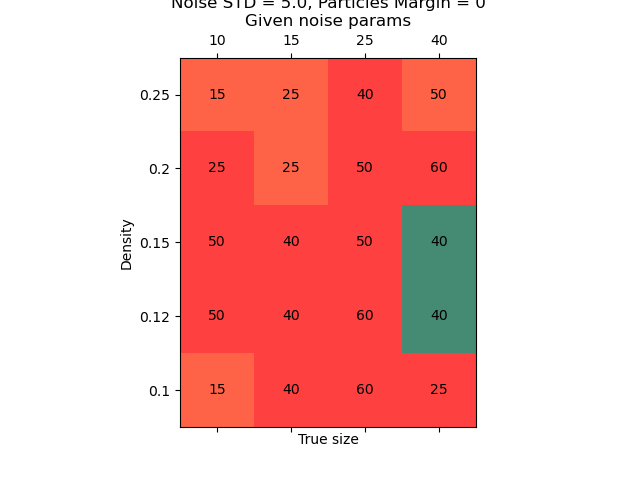 Noise STD = 5.0, Particles Margin = 0
Given noise params
10 15 25 40
0.25 15 25 40 50
0.2 25 25 50 60
Density
0.15 50 40 50 40
0.12 50 40 60 40
0.1 15 40 60 25
True size